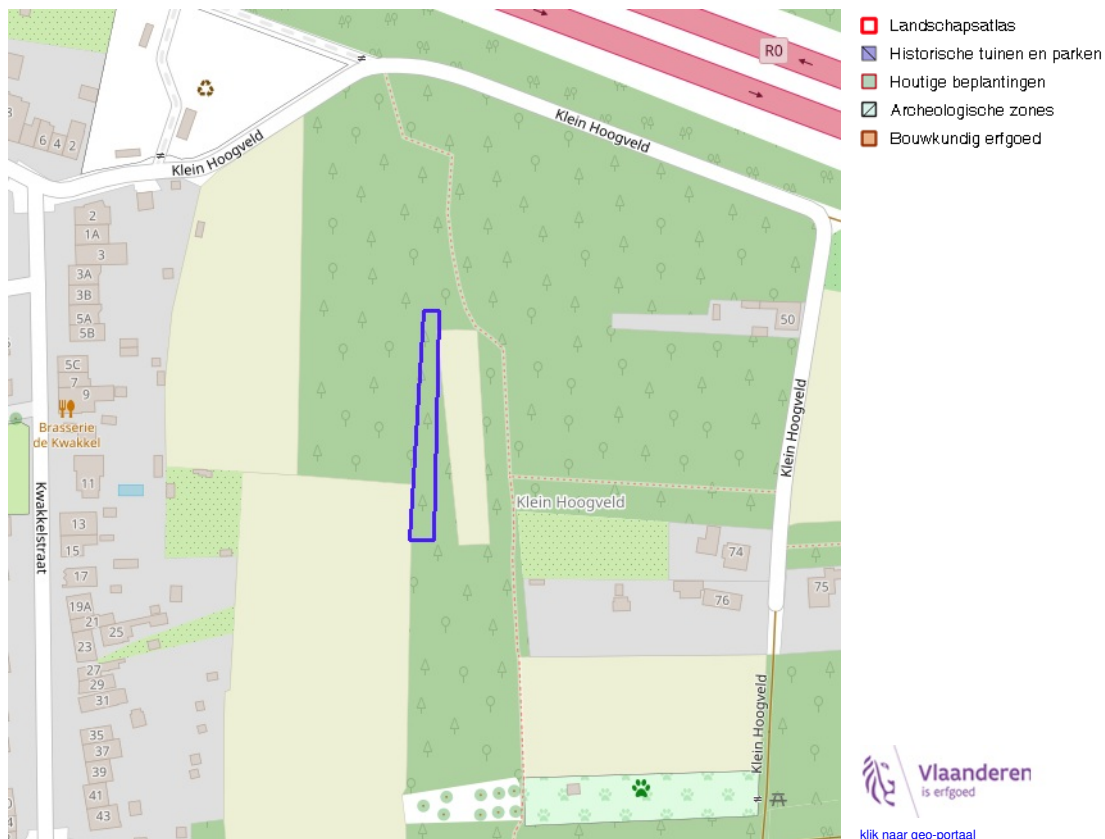 R0
Klein Hoogveld
Klein Hoogveld
6 4 2
2
1A
3
3A
3B
5A
5B
5C
7
9
Brasserie
de Kwakkel
11
13
15
17
19A
21
25
23
27
29
31
35
37
39
41
43
Kwakkelstraat
50
Klein Hoogveld
Klein Hoogveld
74
76
75
Klein Hoogveld
Landschapsatlas
Historische tuinen en parken
Houtige beplantingen
Archeologische zones
Bouwkundig erfgoed
Vlaanderen
is erfgoed
klik naar geo-portaal